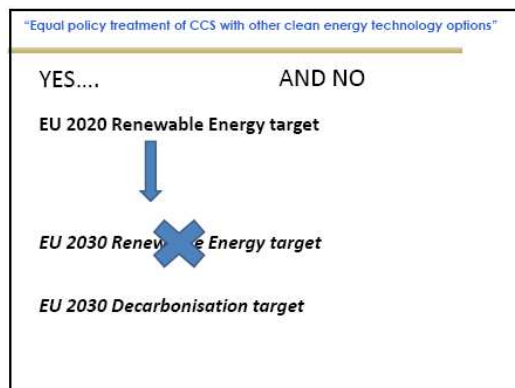 “Equal policy treatment of CCS with other clean energy technology options”
YES…. AND NO
EU 2020 Renewable Energy target
EU 2030 Renewable Energy target
EU 2030 Decarbonisation target